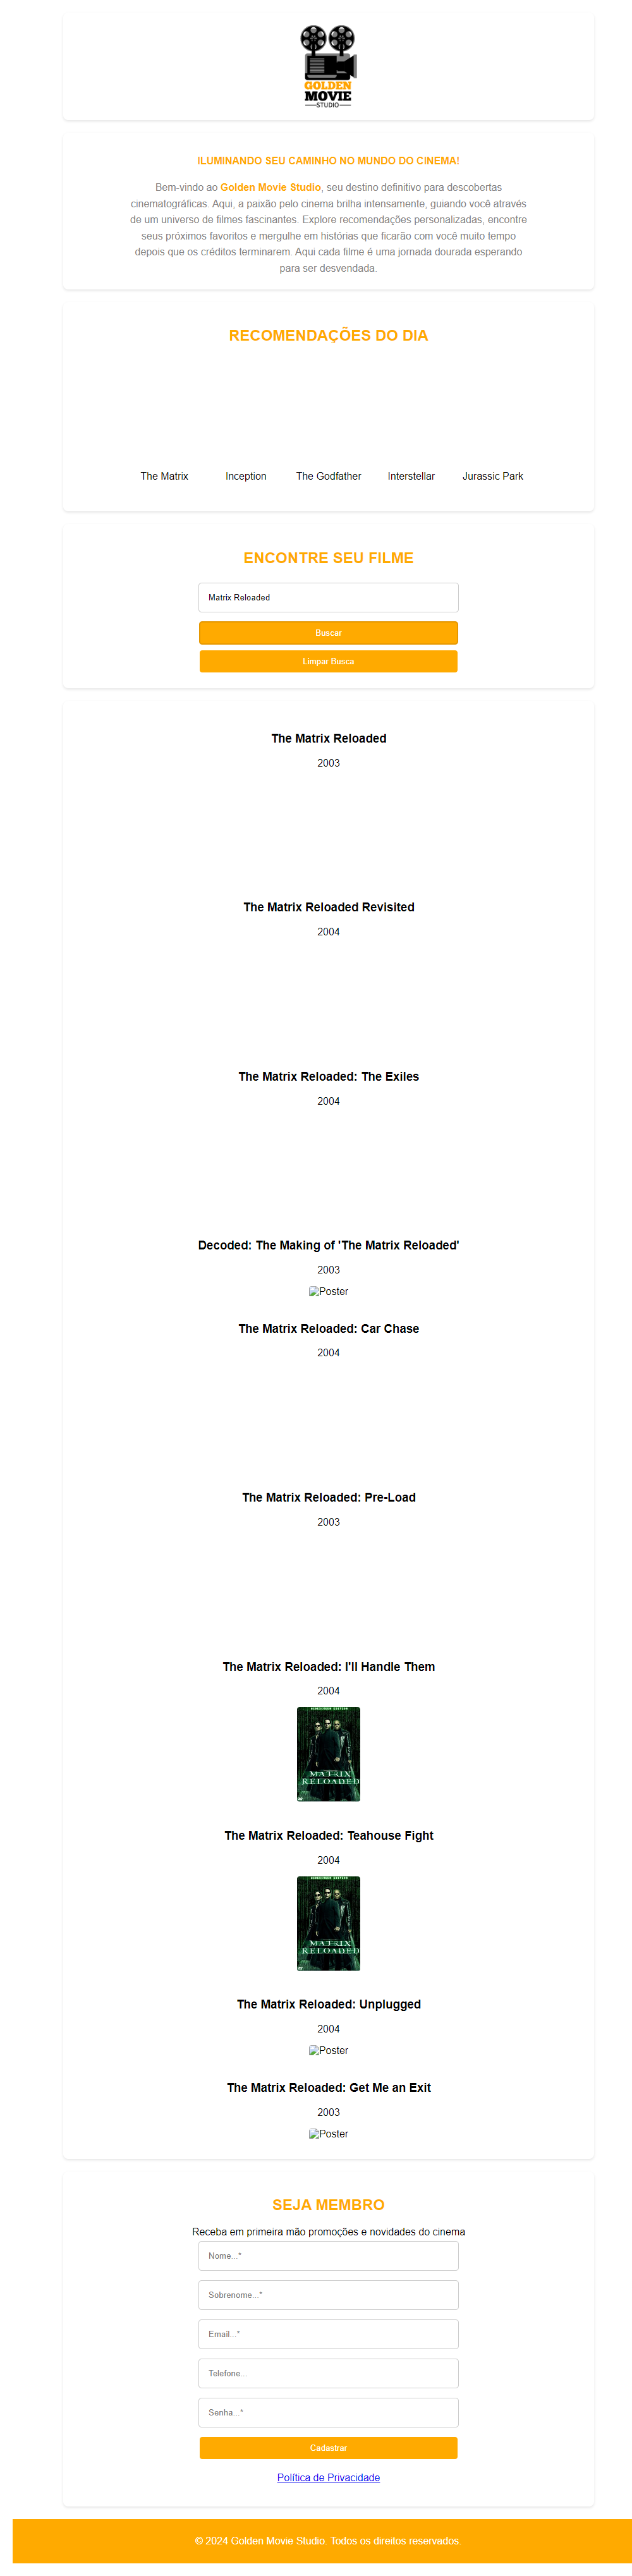 GOLDEN
MOVIE
STUDIO
ILUMINANDO SEU CAMINHO NO MUNDO DO CINEMA!
Bem-vindo ao Golden Movie Studio, seu destino definitivo para descobertas
cinematográficas. Aqui, a paixão pelo cinema brilha intensamente, guiando você através
de um universo de filmes fascinantes. Explore recomendações personalizadas, encontre
seus próximos favoritos e mergulhe em histórias que ficarão com você muito tempo
depois que os créditos terminarem. Aqui cada filme é uma jornada dourada esperando
para ser desvendada.
RECOMENDAÇÕES DO DIA
The Matrix Inception The Godfather Interstellar Jurassic Park
ENCONTRE SEU FILME
Matrix Reloaded
Buscar
Limpar Busca
The Matrix Reloaded
2003
The Matrix Reloaded Revisited
2004
The Matrix Reloaded: The Exiles
2004
Decoded: The Making of 'The Matrix Reloaded'
2003
Poster
The Matrix Reloaded: Car Chase
2004
The Matrix Reloaded: Pre-Load
2003
The Matrix Reloaded: I'll Handle Them
2004
MATRIX
RELOADED
The Matrix Reloaded: Teahouse Fight
2004
MATRIX
RELOADED
The Matrix Reloaded: Unplugged
2004
Poster
The Matrix Reloaded: Get Me an Exit
2003
Poster
SEJA MEMBRO
Receba em primeira mão promoções e novidades do cinema
Nome...*
Sobrenome...*
Email...*
Telefone...
Senha...*
Cadastrar
Política de Privacidade
© 2024 Golden Movie Studio. Todos os direitos reservados.